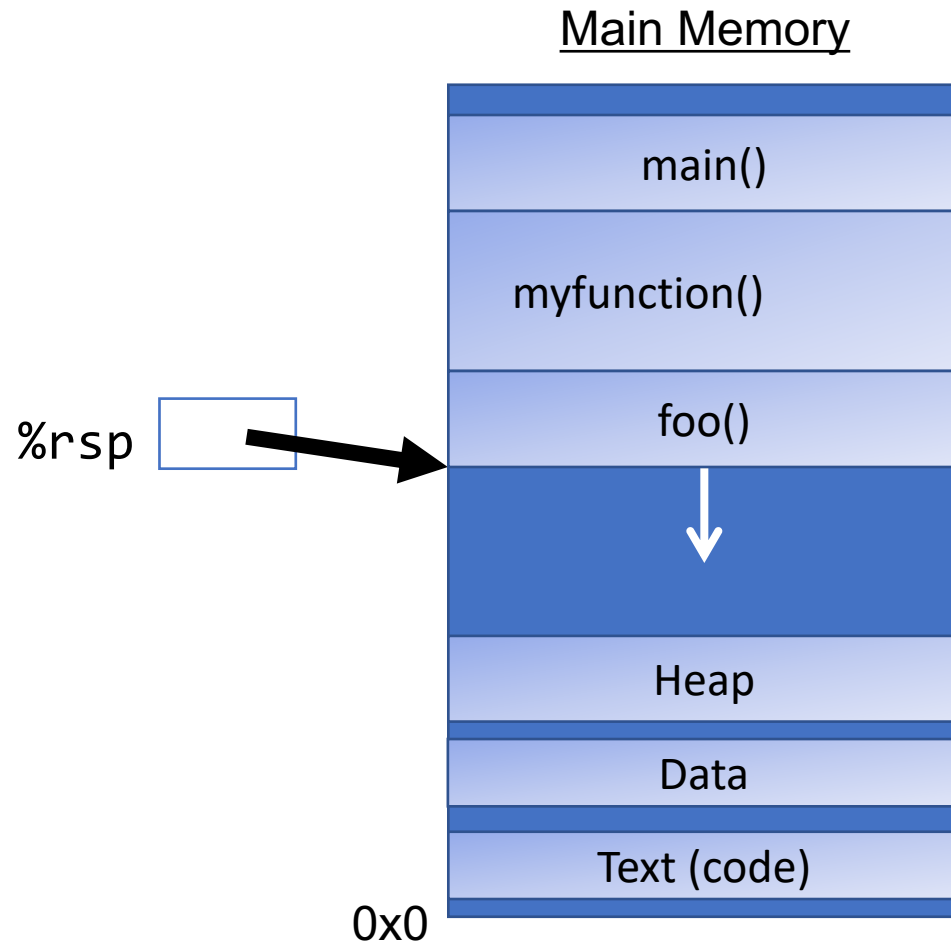 Main Memory
main()
myfunction()
foo()
%rsp
Heap
Data
Text (code)
0x0